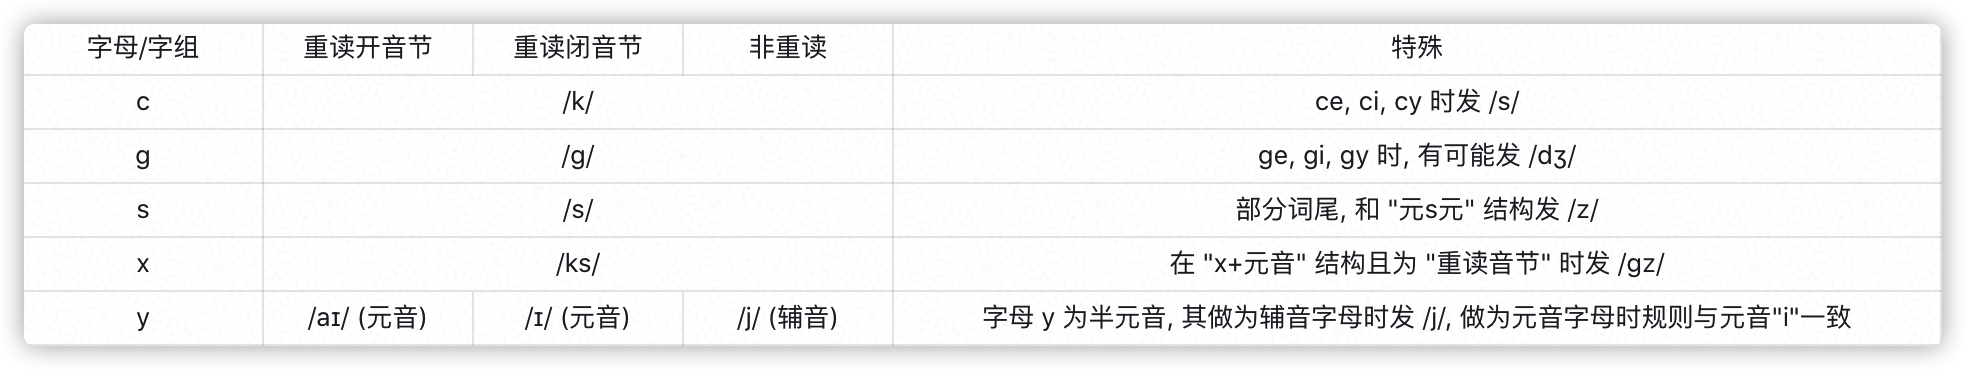 字母/字组 重读开音节 重读闭音节 非重读 特殊
c /k/ ce, ci, cy 时发 /s/
g /g/ ge, gi, gy 时, 有可能发 /dʒ/
s /s/ 部分词尾, 和 "元s元" 结构发 /z/
x /ks/ 在 "x+元音" 结构且为 "重读音节" 时发 /gz/
y /aɪ/ (元音) /ɪ/ (元音) /j/ (辅音) 字母 y 为半元音, 其做为辅音字母时发 /j/, 做为元音字母时规则与元音"i"一致